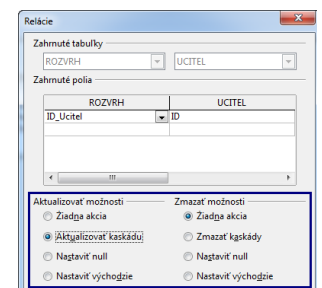 Relácie
Zahrnuté tabuľky
ROZVRH UCITEL
Zahrnuté polia
ROZVRH UCITEL
ID_Ucitel ID
Aktualizovať možnosti Zmazať možnosti
Žiadna akcia Žiadna akcia
Aktualizovať kaskádu Zmazať kaskády
Nastaviť null Nastaviť null
Nastaviť východzie Nastaviť východzie